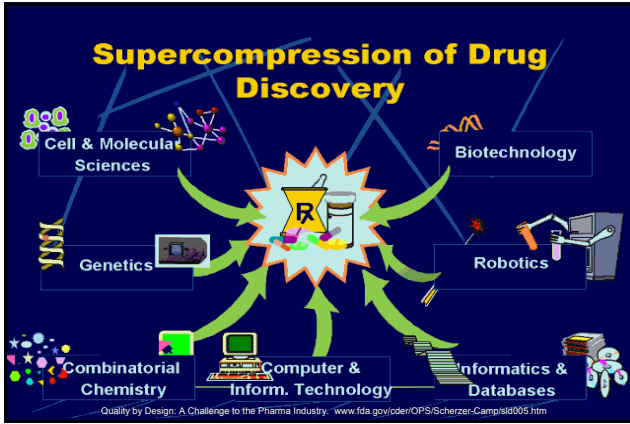 Supercompression of Drug
Discovery
Cell & Molecular
Sciences
Biotechnology
Rx
Genetics
Robotics
Combinatorial
Chemistry
Computer &
Inform. Technology
Informatics &
Databases
Quality by Design: A Challenge to the Pharma Industry. www.fda.gov/cder/OPS/Scherzer-Camp/sld005.htm